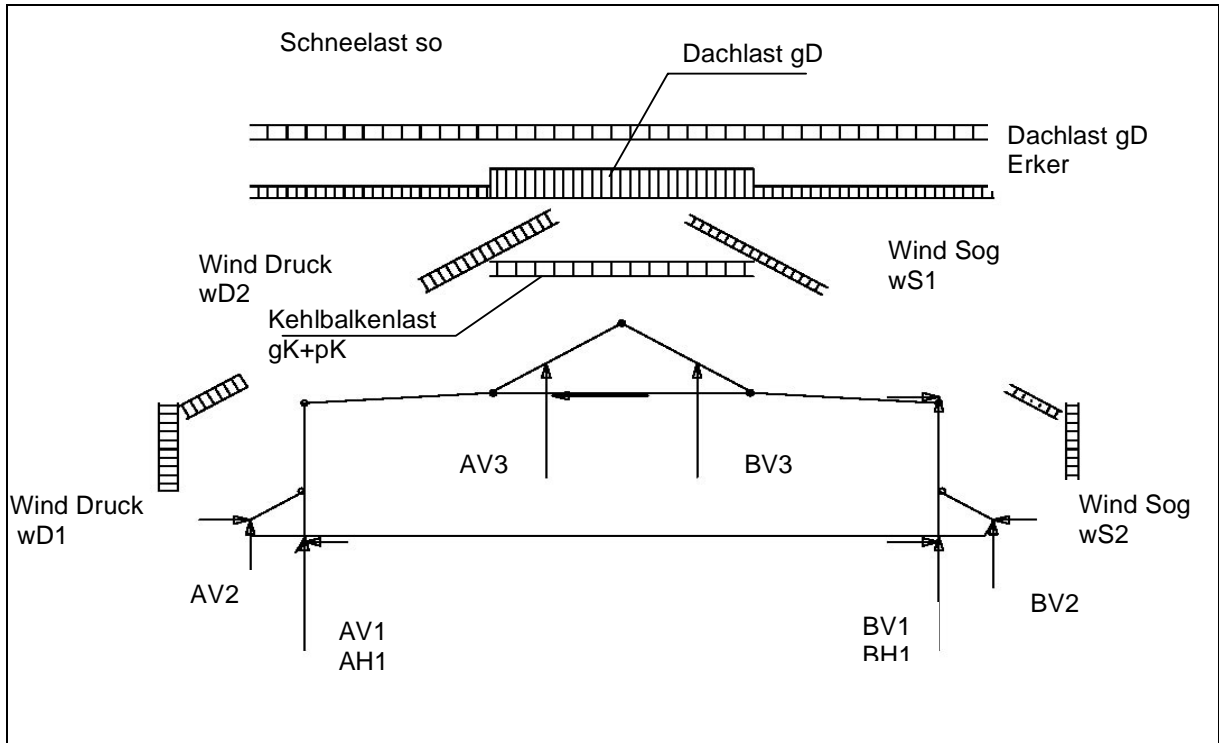 Schneelast so
Dachlast gD
Dachlast gD
Erker
Wind Druck
wD2
Wind Sog
wS1
Kehlbalkenlast
gK+pK
AV3
BV3
Wind Druck
wD1
Wind Sog
wS2
AV2
BV2
AV1
AH1
BV1
BH1